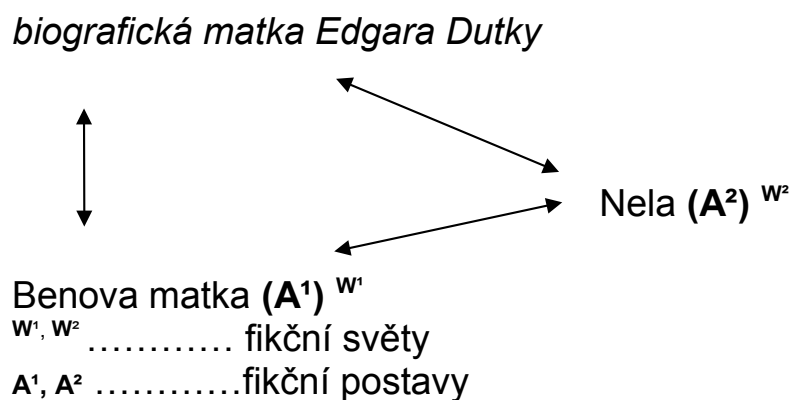 biografická matka Edgara Dutky
Nela (A²) ᵂ²
Benova matka (A¹) ᵂ¹
ᵂ¹, ᵂ² ………… fikční světy
A¹, A² …………fikční postavy